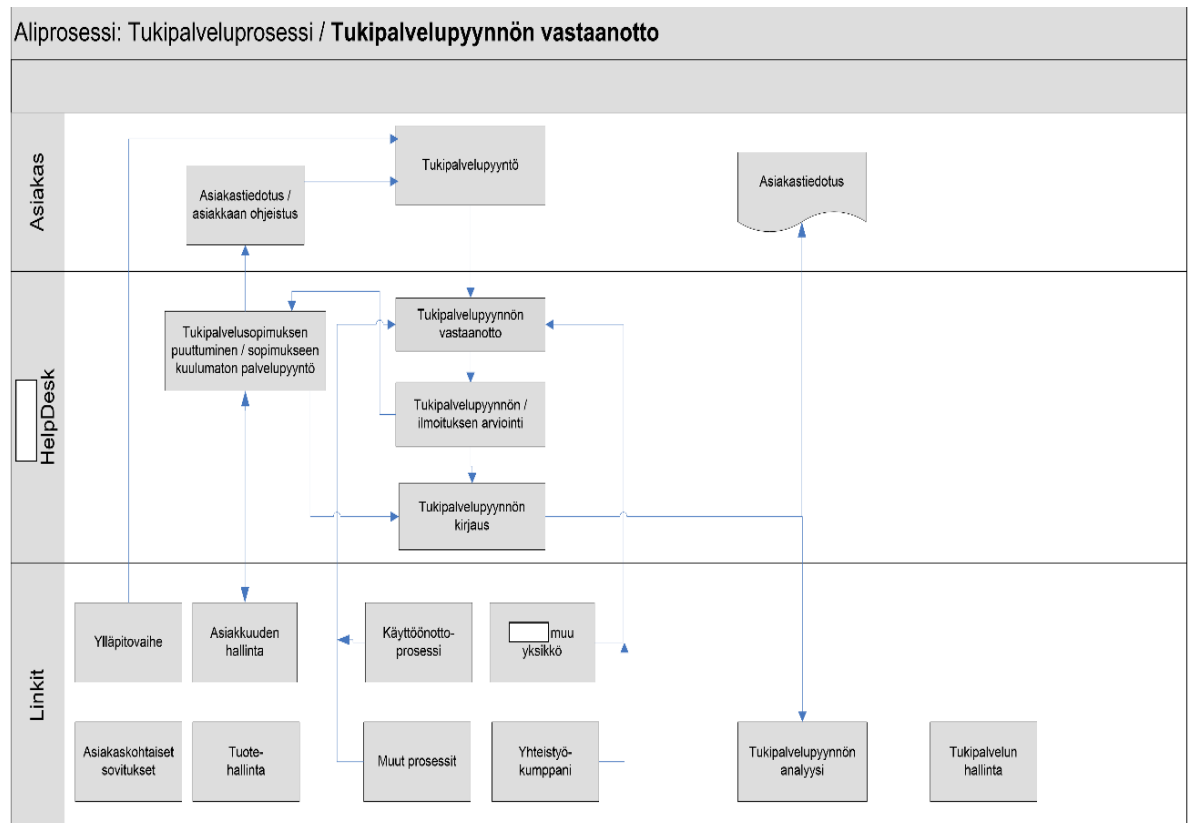 Aliprosessi: Tukipalveluprosessi / Tukipalvelupyynnön vastaanotto
Asiakas
Asiakastiedotus /
asiakkaan ohjeistus
Tukipalvelupyyntö
Asiakastiedotus
HelpDesk
Tukipalvelusopimuksen
puuttuminen / sopimukseen
kuulumaton palvelupyyntö
Tukipalvelupyynnön
vastaanotto
Tukipalvelupyynnön /
ilmoituksen arviointi
Tukipalvelupyynnön
kirjaus
Linkit
Ylläpitovaihe
Asiakkuuden
hallinta
Käyttöönotto-
prosessi
muu
yksikkö
Asiakaskohtaiset
sovitukset
Tuote-
hallinta
Muut prosessit
Yhteistyö-
kumppani
Tukipalvelupyynnön
analyysi
Tukipalvelun
hallinta